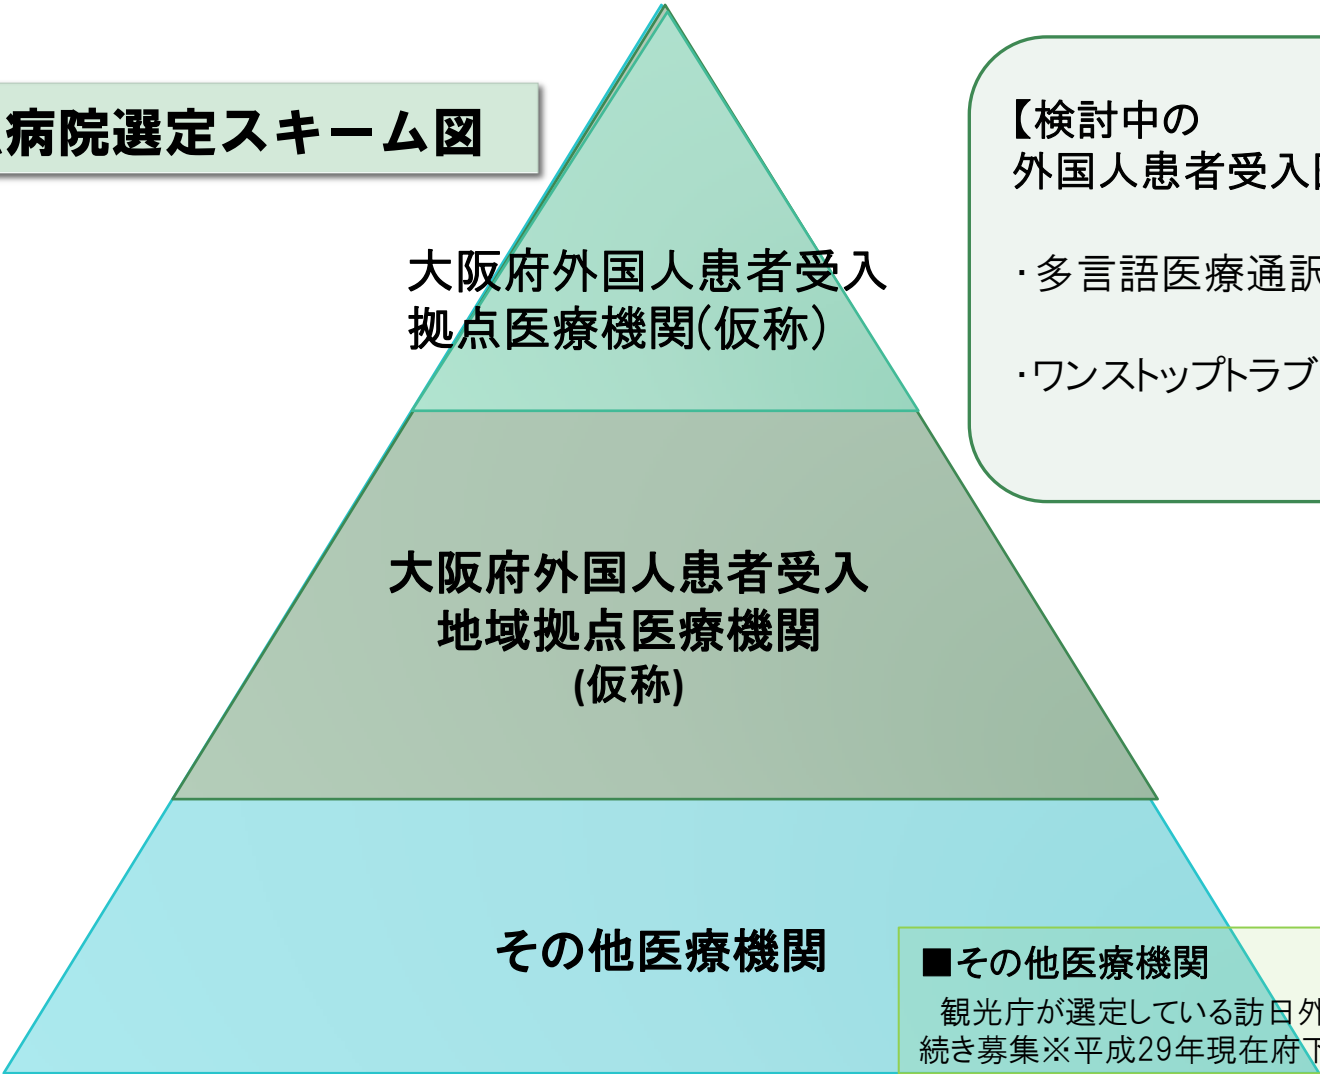 病院選定スキーム図
【検討中の
外国人患者受入
・多言語医療通訳
・ワンストップトラブ
大阪府外国人患者受入
拠点医療機関(仮称)
大阪府外国人患者受入
地域拠点医療機関
(仮称)
その他医療機関
■その他医療機関
観光庁が選定している訪日外
続き募集※平成29年現在府下